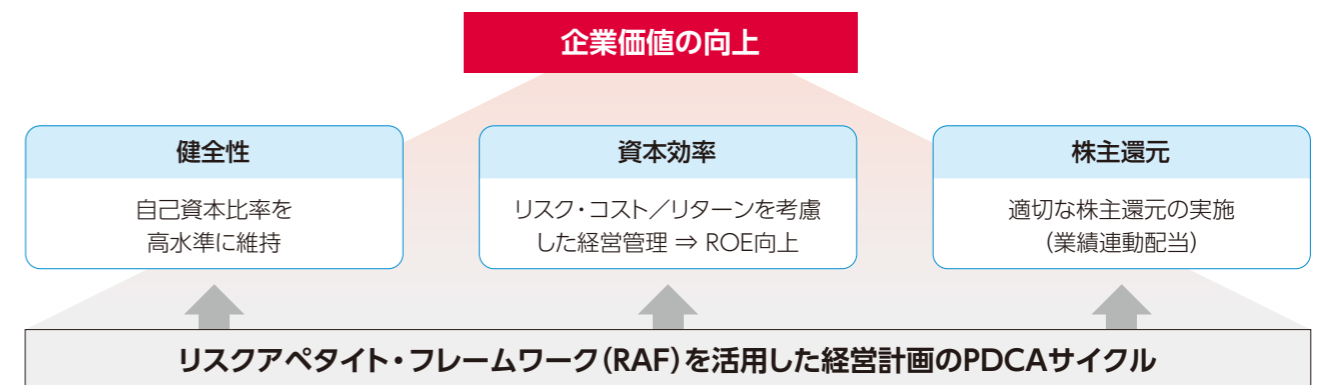 企業価値の向上
健全性
自己資本比率を
高水準に維持
資本効率
リスク・コスト／リターンを考慮
した経営管理 ⇒ ROE向上
株主還元
適切な株主還元の実施
（業績連動配当）
リスクアペタイト・フレームワーク（RAF）を活用した経営計画のPDCAサイクル